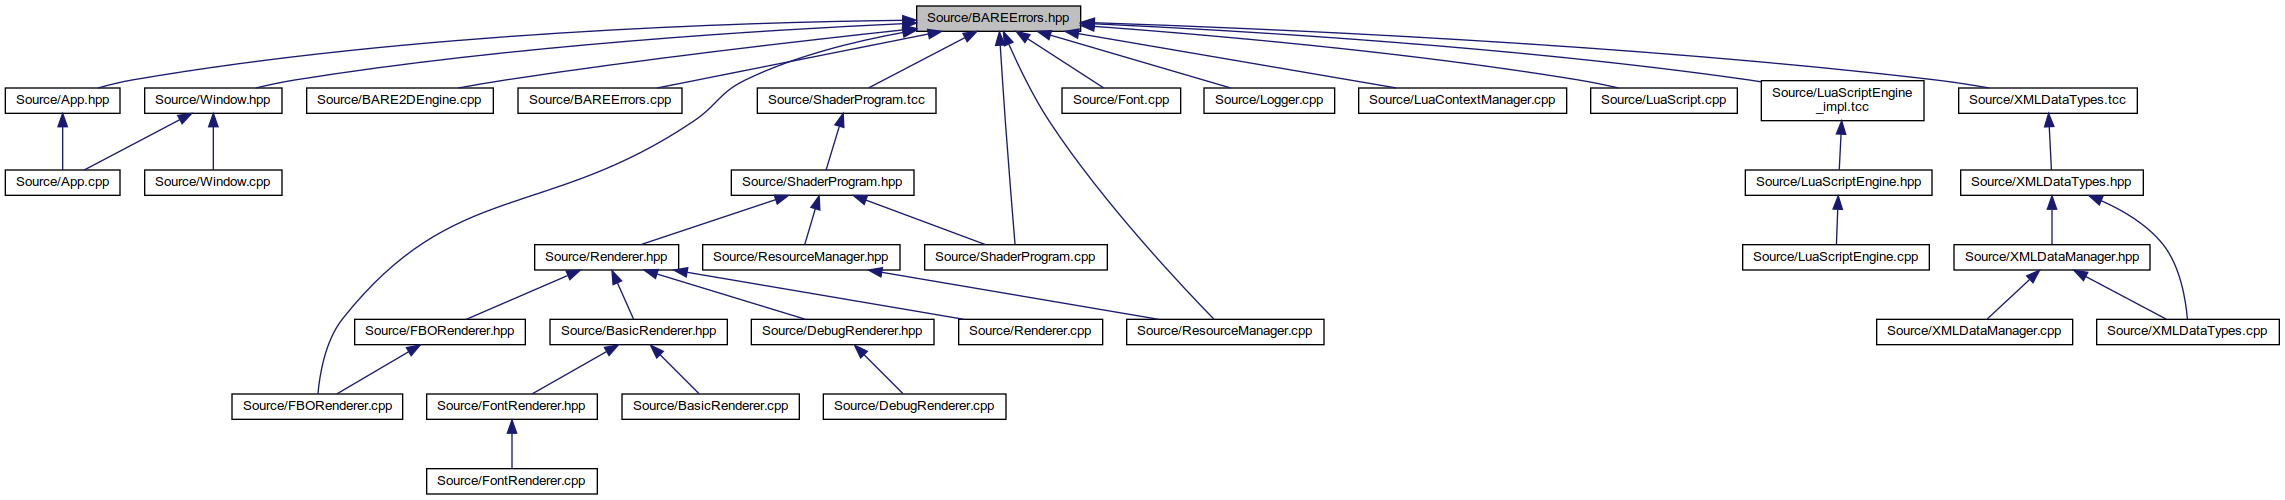 Source/BAREErrors.hpp
Source/App.hpp
Source/Window.hpp
Source/BARE2DEngine.cpp
Source/BAREErrors.cpp
Source/ShaderProgram.tcc
Source/Font.cpp
Source/Logger.cpp
Source/LuaContextManager.cpp
Source/LuaScript.cpp
Source/LuaScriptEngine
_impl.tcc
Source/XMLDataTypes.tcc
Source/App.cpp
Source/Window.cpp
Source/ShaderProgram.hpp
Source/LuaScriptEngine.hpp
Source/XMLDataTypes.hpp
Source/Renderer.hpp
Source/ResourceManager.hpp
Source/ShaderProgram.cpp
Source/LuaScriptEngine.cpp
Source/XMLDataManager.hpp
Source/FBORenderer.hpp
Source/BasicRenderer.hpp
Source/DebugRenderer.hpp
Source/Renderer.cpp
Source/ResourceManager.cpp
Source/XMLDataManager.cpp
Source/XMLDataTypes.cpp
Source/FBORenderer.cpp
Source/FontRenderer.hpp
Source/BasicRenderer.cpp
Source/DebugRenderer.cpp
Source/FontRenderer.cpp